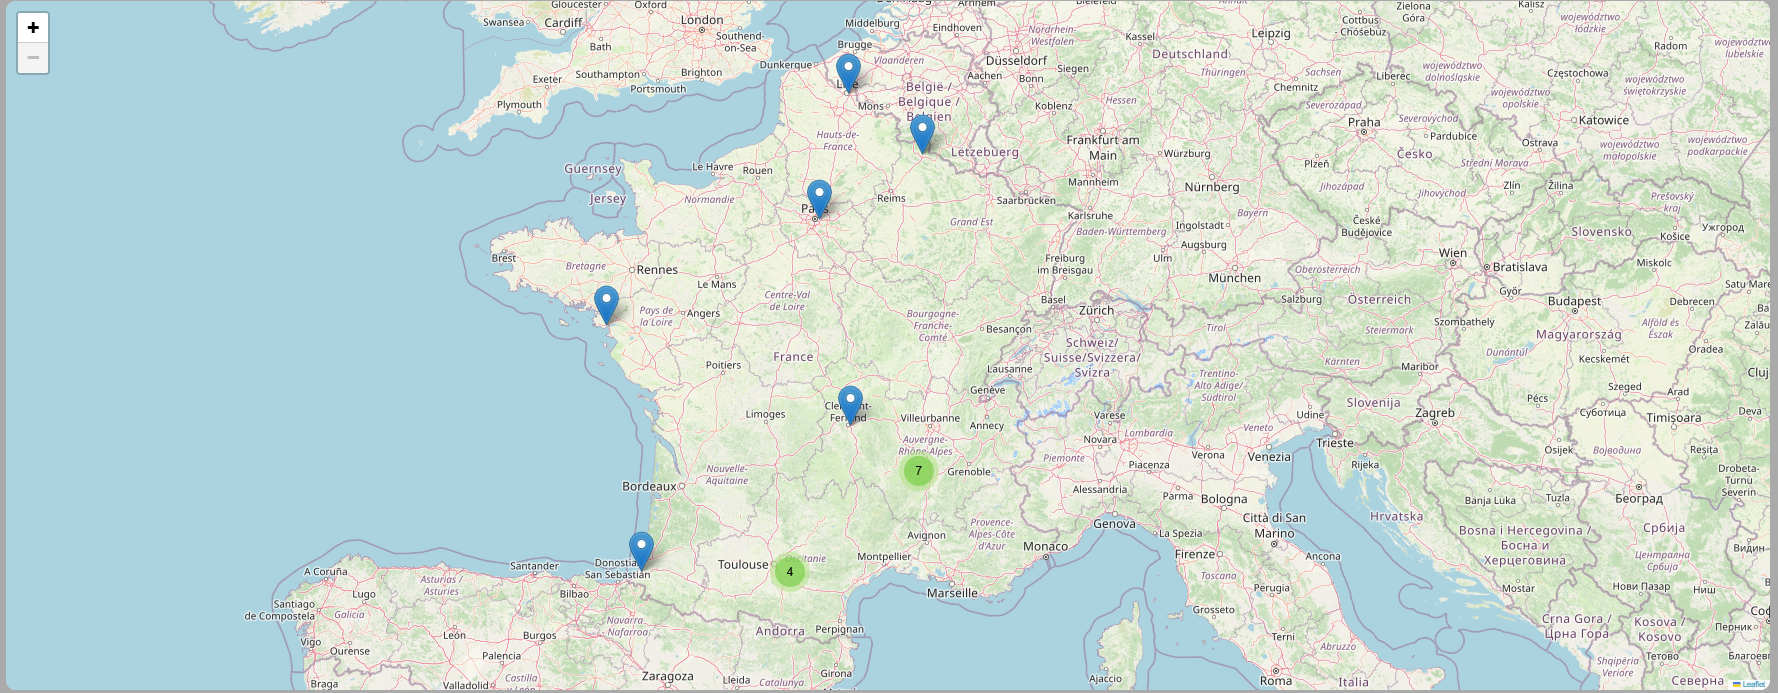 +
−
Swansea
Gloucester
Cardiff
Oxford
London
Southend-
on-Sea
Bath
Exeter
Southampton
Brighton
Portsmouth
Plymouth
Middelburg
Eindhoven
Arnhem
Brugge
Vlaanderen
Dunkerque
Mons
België /
Belgique /
Belgien
Nordrhein-
Westfalen
Düsseldorf
Aachen
Bonn
Siegen
Kassel
Deutschland
Leipzig
Thüringen
Sachsen
Chemnitz
Cottbus
- Chóśebuz
Zielona
Góra
Kalisz
województwo
łódzkie
Radom
województwo
lubelskie
Liberec
województwo
dolnośląskie
Częstochowa
województwo
opolskie
województwo
świętokrzyskie
Koblenz
Hessen
Severozápad
Praha
Severovýchod
Pardubice
Katowice
Ostrava
województwo
małopolskie
województwo
podkarpackie
Hauts-de-
France
Guernsey
Jersey
Le Havre
Rouen
Normandie
Paris
Reims
Lëtzebuerg
Saarbrücken
Grand Est
Frankfurt am
Main
Würzburg
Mannheim
Nürnberg
Plzeň
Česko
Střední Morava
Jihozápad
Jihovýchod
Zlín
Žilina
Prešovský
kraj
Karlsruhe
Ingolstadt
Bayern
Baden-Württemberg
Augsburg
Ulm
České
Budějovice
Slovensko
Košice
Ужгород
Brest
Bretagne
Rennes
Le Mans
Pays de
la Loire
Angers
Centre-Val
de Loire
Freiburg
im Breisgau
München
Oberösterreich
Wien
Bratislava
Miskolc
Satu Mare
Basel
Zürich
Salzburg
Österreich
Győr
Budapest
Debrecen
Bourgogne-
Franche-
Comté
Besançon
Tirol
Steiermark
Szombathely
Magyarország
Alföld és
Észak
Schweiz/
Suisse/Svizzera/
Svizra
Kärnten
Dunántúl
Kecskemét
Oradea
France
Poitiers
Lausanne
Genève
Trentino-
Alto Adige/
Südtirol
Maribor
Szeged
Arad
Cluj-
Limoges
Clermont-
Ferrand
Villeurbanne
Annecy
Varese
Udine
Slovenija
Zagreb
Pécs
Суботица
Timișoara
Deva
Auvergne-
Rhône-Alpes
Novara
Lombardia
Veneto
Trieste
7
Grenoble
Piemonte
Piacenza
Verona
Venezia
Rijeka
Osijek
Војводина
Reșița
Drobeta-
Turnu
Severin
Nouvelle-
Aquitaine
Bordeaux
Alessandria
Parma
Bologna
Banja Luka
Tuzla
Београд
Provence-
Alpes-Côte
d'Azur
Avignon
Genova
La Spezia
Città di San
Marino
Hrvatska
Bosna i Hercegovina /
Босна и
Херцеговина
Србија
Donostia
San Sebastián
Toulouse
4
Montpellier
Monaco
Firenze
Ancona
Централна
Србија
Видин
A Coruña
Santander
Asturias /
Asturies
Lugo
Bilbao
Marseille
Toscana
Perugia
Mostar
Нови Пазар
Ниш
Santiago
de Compostela
Galicia
Grosseto
Crna Gora /
Црна Гора
Kosova /
Kosovo
Перник
Vigo
Ourense
León
Burgos
Navarra -
Nafarroa
Andorra
Perpignan
Terni
Abruzzo
Тетово
Благоев
Braga
Palencia
Valladolid
Zaragoza
Lleida
Catalunya
Girona
Ajaccio
Roma
Italia
Shqipëria
Veriore
Северна
Leaflet